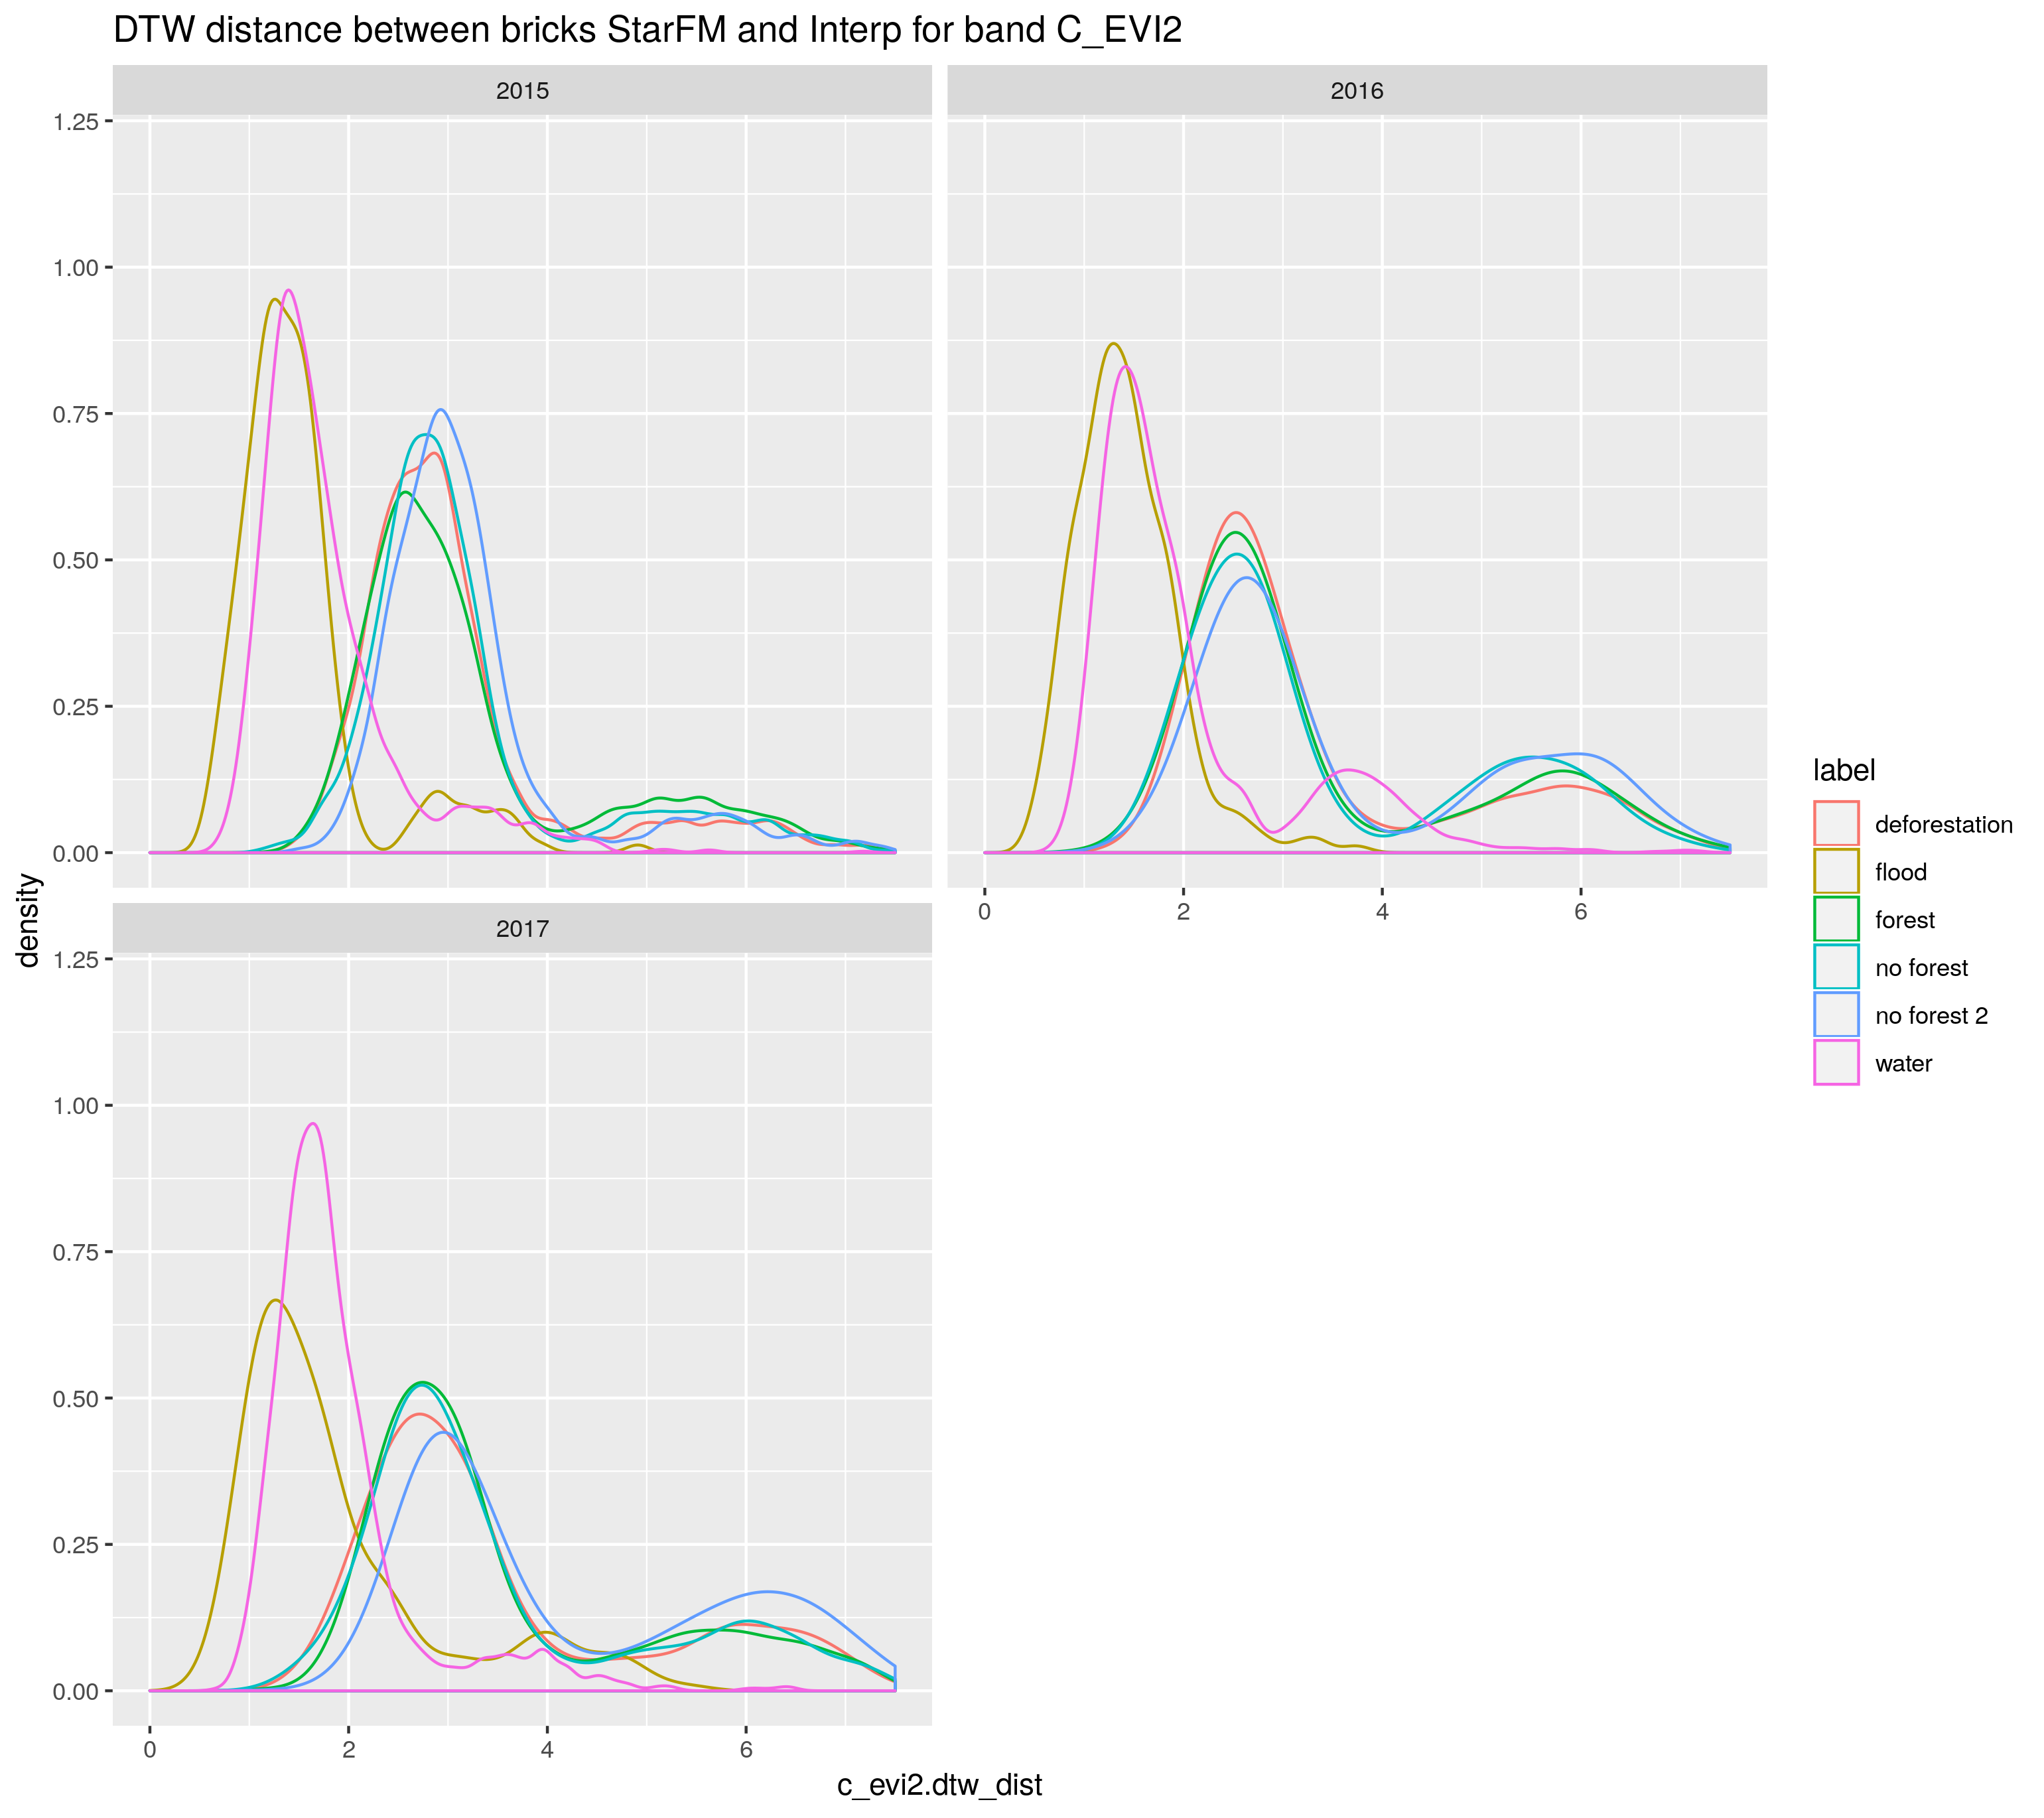 DTW distance between bricks StarFM and Interp for band C_EVI2
2015
2016
1.25
1.00
0.75
0.50
0.25
0.00
0 2 4 6
density
2017
1.25
1.00
0.75
0.50
0.25
0.00
0 2 4 6
c_evi2.dtw_dist
label
deforestation
flood
forest
no forest
no forest 2
water